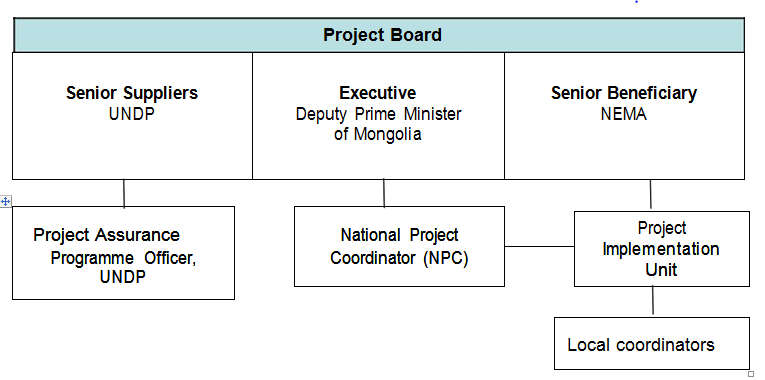 Project Board
Senior Suppliers
UNDP
Executive
Deputy Prime Minister
of Mongolia
Senior Beneficiary
NEMA
Project Assurance
Programme Officer,
UNDP
National Project
Coordinator (NPC)
Project
Implementation
Unit
Local coordinators